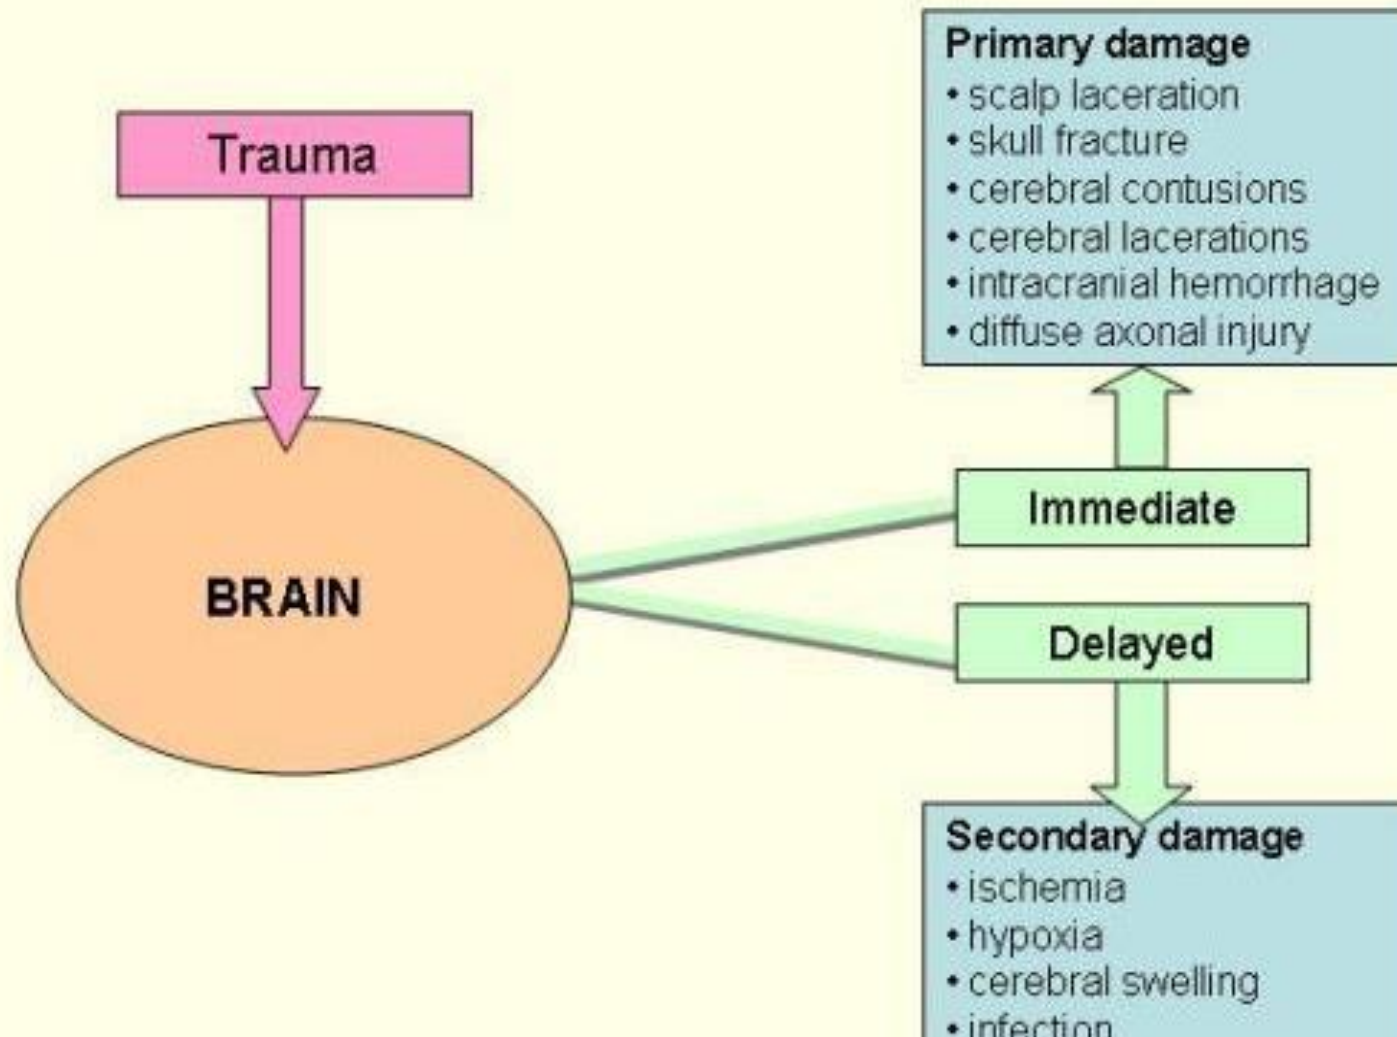 Trauma
BRAIN
Primary damage
• scalp laceration
• skull fracture
• cerebral contusions
• cerebral lacerations
• intracranial hemorrhage
• diffuse axonal injury
Immediate
Delayed
Secondary damage
• ischemia
• hypoxia
• cerebral swelling
• infection